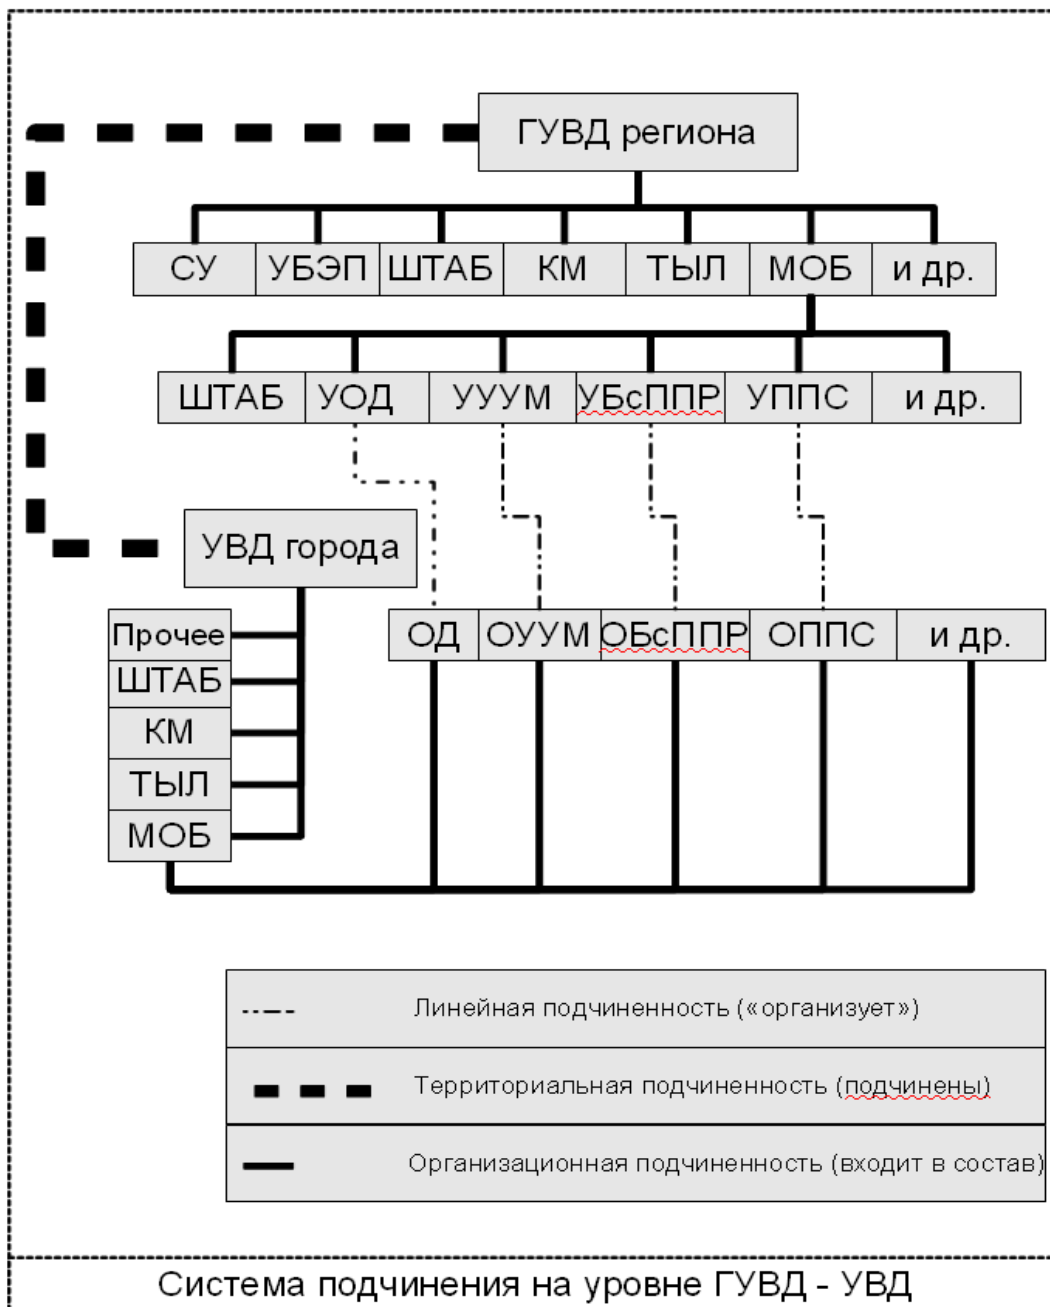 ГУВД региона
СУ УБЭП ШТАБ КМ ТЫЛ МОБ и др.
ШТАБ УОД УУУМ УБсППР УППС и др.
УВД города
Прочее
ШТАБ
КМ
ТЫЛ
МОБ
ОД ОУУМ ОБсППР ОППС и др.
Линейная подчиненность («организует»)
Территориальная подчиненность (подчинены)
Организационная подчиненность (входит в состав)
Система подчинения на уровне ГУВД - УВД